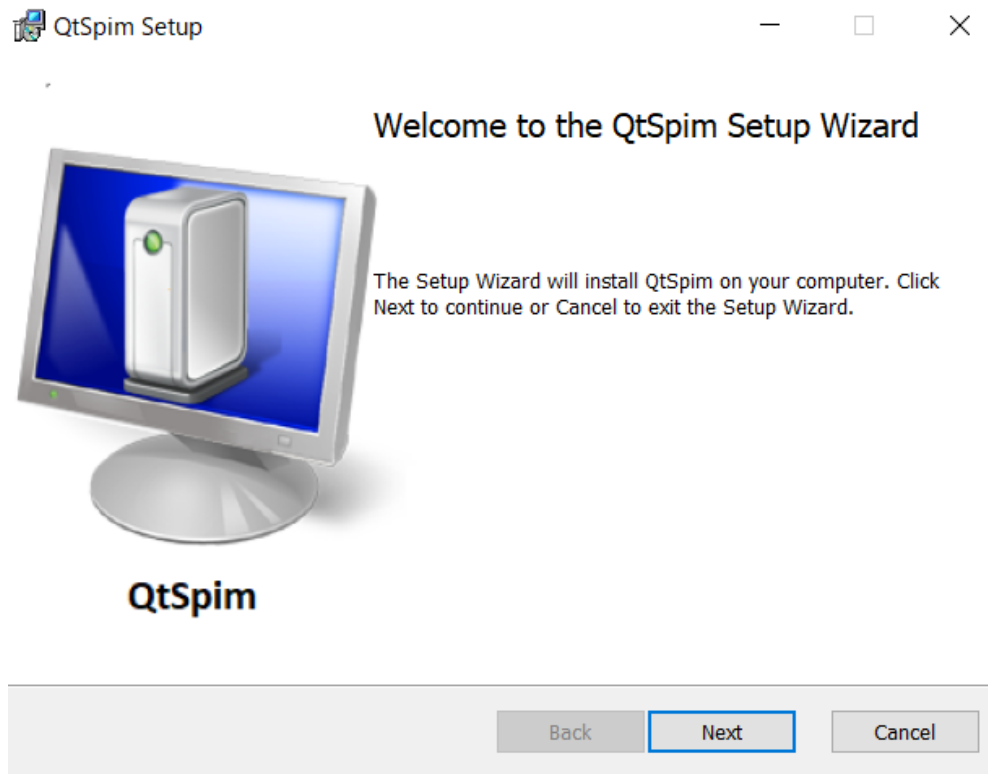 QtSpim Setup
Welcome to the QtSpim Setup Wizard
The Setup Wizard will install QtSpim on your computer. Click
Next to continue or Cancel to exit the Setup Wizard.
QtSpim
Back
Next
Cancel